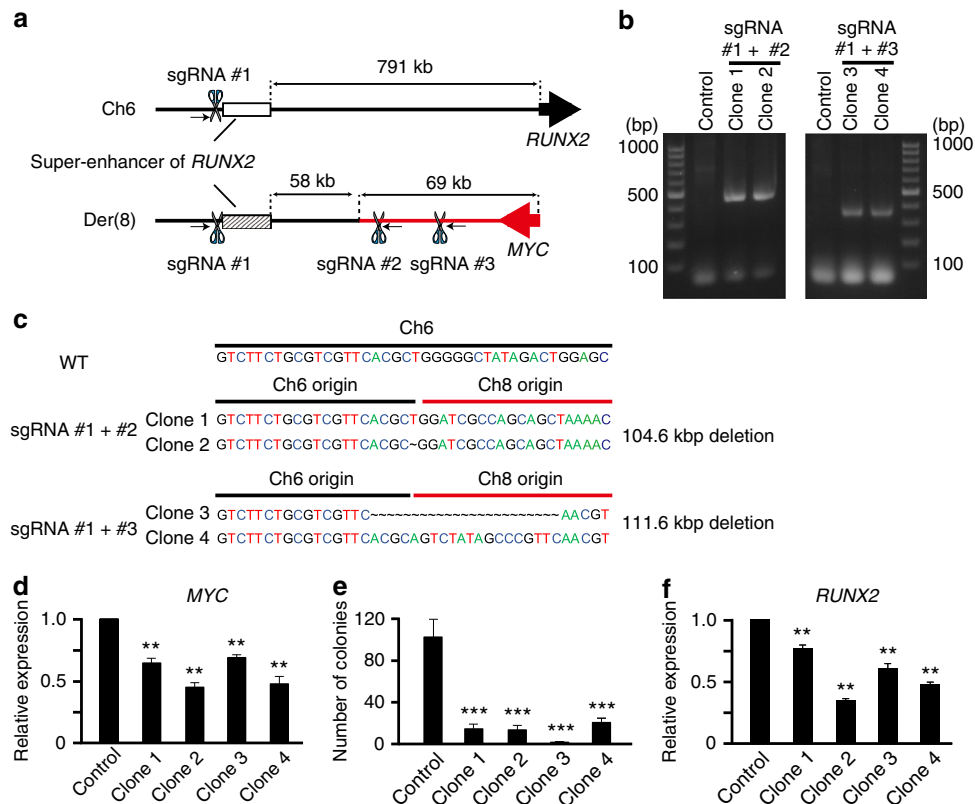 a
sgRNA #1
791 kb
Ch6
RUNX2
Super-enhancer of RUNX2
58 kb
69 kb
Der(8)
MYC
sgRNA #1
sgRNA #2
sgRNA #3
b
sgRNA
#1 + #2
sgRNA
#1 + #3
Control
Clone 1
Clone 2
Control
Clone 3
Clone 4
(bp)
1000
500
100
(bp)
1000
500
100
c
Ch6
WT
GTCTTCTGCGTCGTTCACGCTGGGGGCTATAGACTGGAGC
Ch6 origin
Ch8 origin
sgRNA #1 + #2
Clone 1
GTCTTCTGCGTCGTTCACGCTGGATCGCCAGCAGCTAAAAC
Clone 2
GTCTTCTGCGTCGTTCACGC~GGATCGCCAGCAGCTAAAAC
104.6 kbp deletion
Ch6 origin
Ch8 origin
sgRNA #1 + #3
Clone 3
GTCTTCTGCGTCGTTC~~~~~~~~~~~~~~~~~~~~AACGT
Clone 4
GTCTTCTGCGTCGTTCACGCAGTCTATAGCCCGTTCAACGT
111.6 kbp deletion
d
MYC
Relative expression
1.0
0.5
0
**
**
**
**
Control
Clone 1
Clone 2
Clone 3
Clone 4
e
Number of colonies
120
80
40
0
***
***
***
***
Control
Clone 1
Clone 2
Clone 3
Clone 4
f
RUNX2
Relative expression
1.0
0.5
0
**
**
**
**
Control
Clone 1
Clone 2
Clone 3
Clone 4